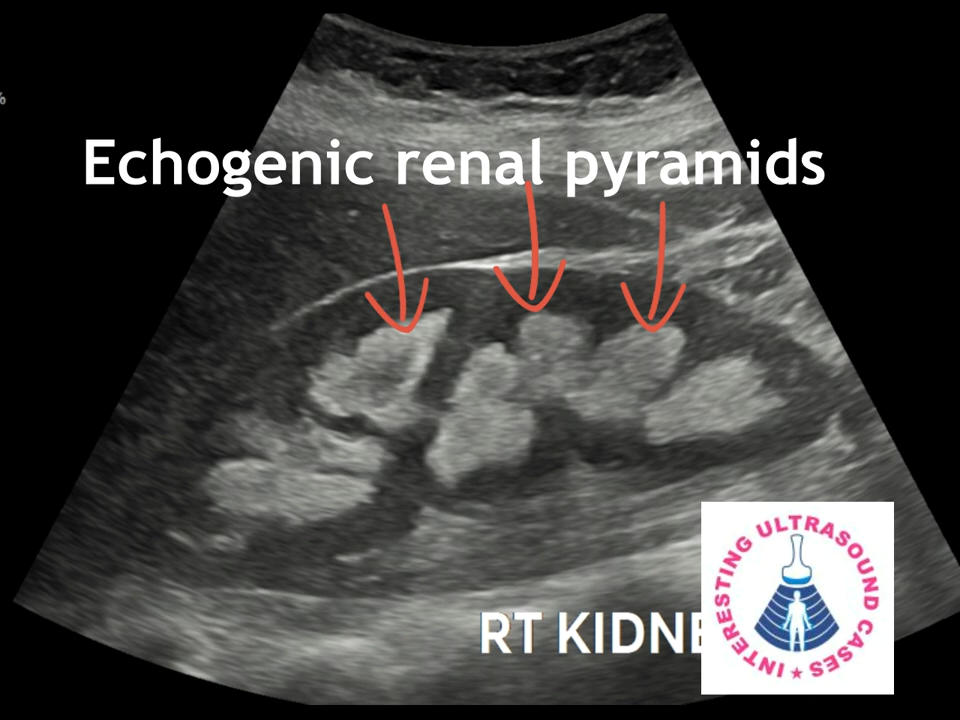 %
Echogenic renal pyramids
RT KIDNE
INTERESTING ULTRASOUND CASES